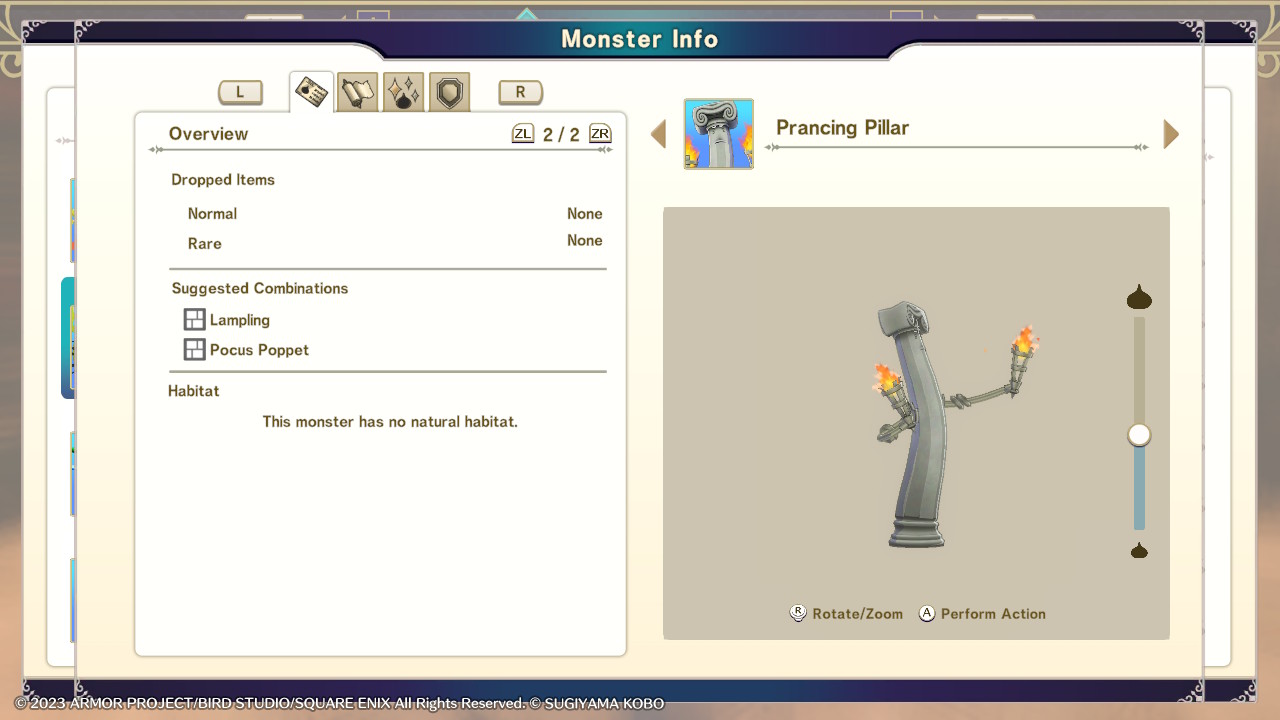 Monster Info
L
R
Overview
ZL 2 / 2 ZR
Prancing Pillar
Dropped Items
Normal None
Rare None
Suggested Combinations
Lampling
Pocus Poppet
Habitat
This monster has no natural habitat.
R Rotate/Zoom A Perform Action
© 2023 ARMOR PROJECT/BIRD STUDIO/SQUARE ENIX All Rights Reserved. © SUGIYAMA KOBO